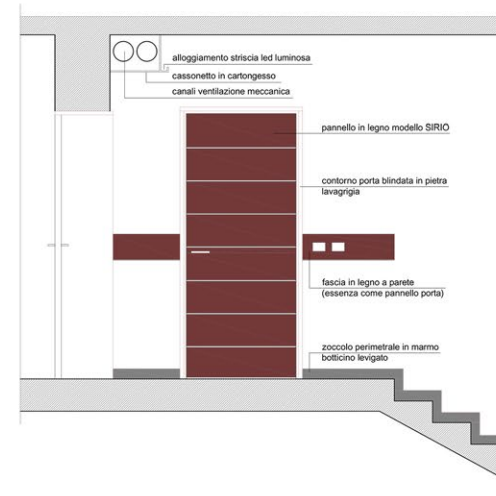 alloggiamento striscia led luminosa
cassonetto in cartongesso
canali ventilazione meccanica
pannello in legno modello SIRIO
contorno porta blindata in pietra
lavagrigia
fascia in legno a parete
(essenza come pannello porta)
zoccolo perimetrale in marmo
botticino levigato